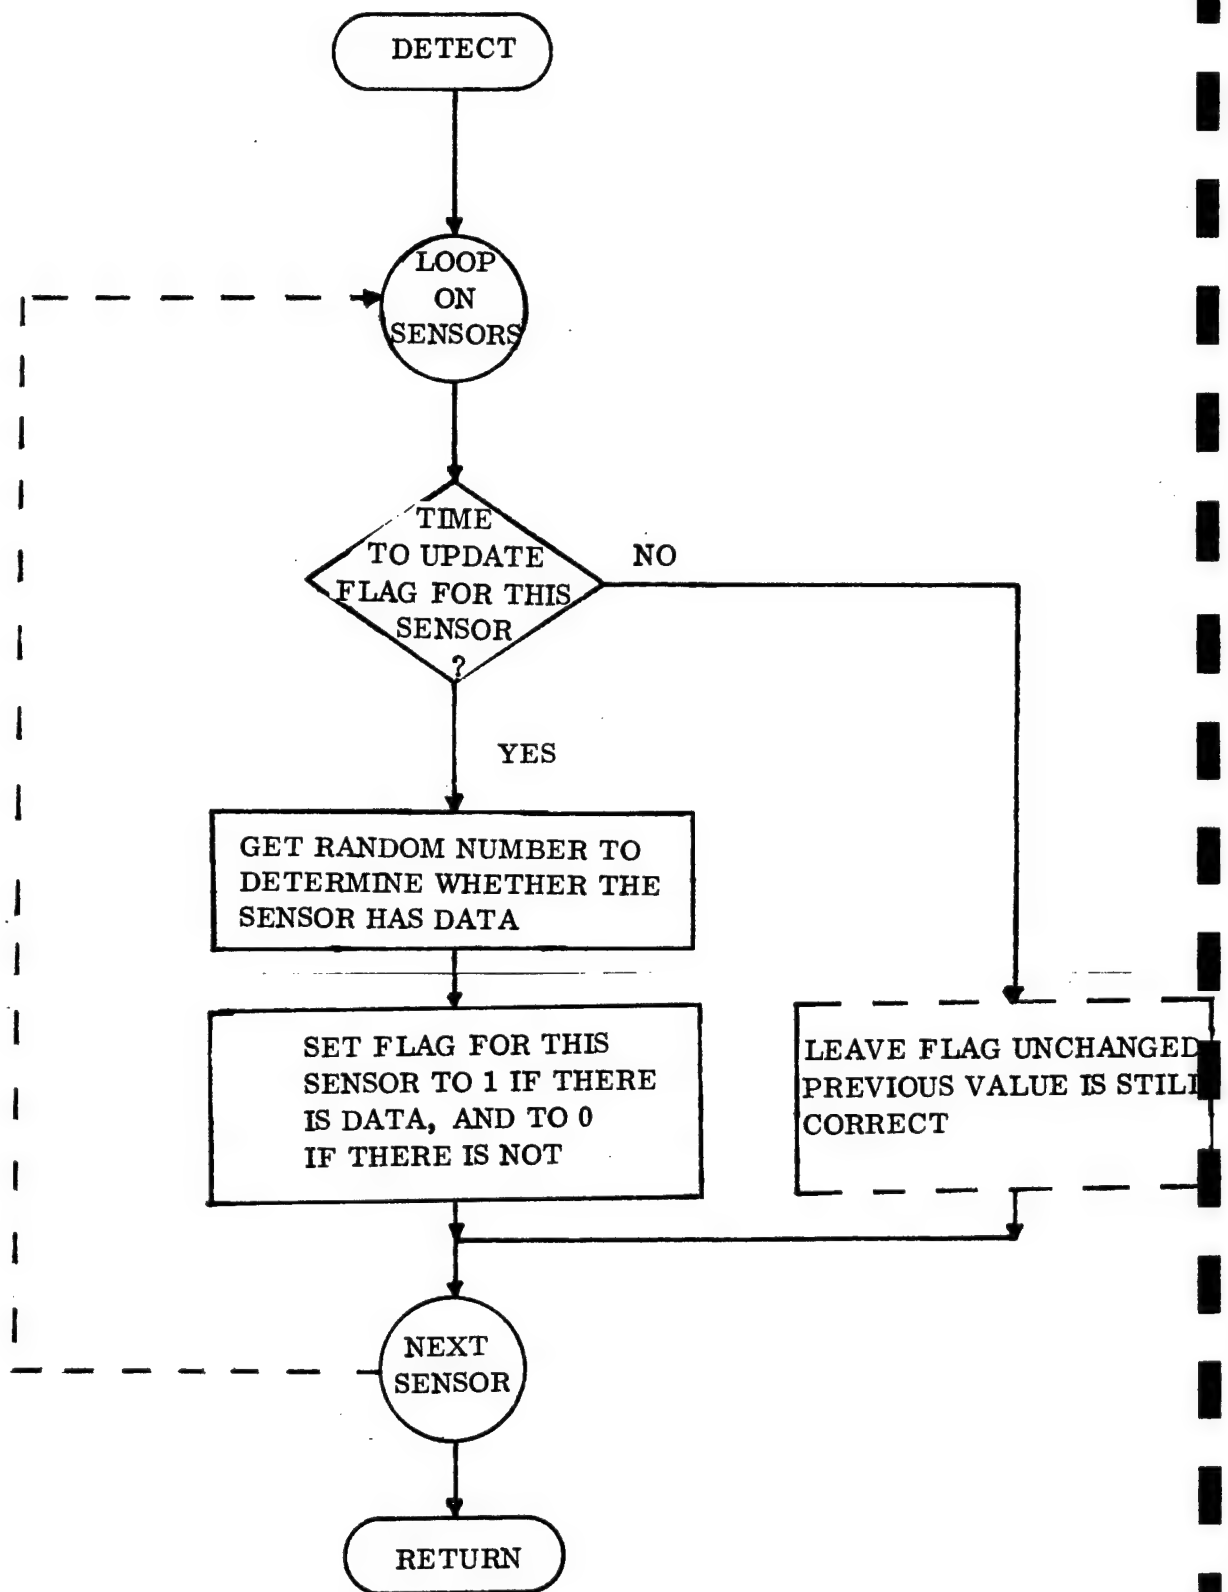 DETECT
LOOP
ON
SENSORS
TIME
TO UPDATE
FLAG FOR THIS
SENSOR
?
NO
YES
GET RANDOM NUMBER TO
DETERMINE WHETHER THE
SENSOR HAS DATA
SET FLAG FOR THIS
SENSOR TO 1 IF THERE
IS DATA, AND TO 0
IF THERE IS NOT
LEAVE FLAG UNCHANGED
PREVIOUS VALUE IS STILL
CORRECT
NEXT
SENSOR
RETURN